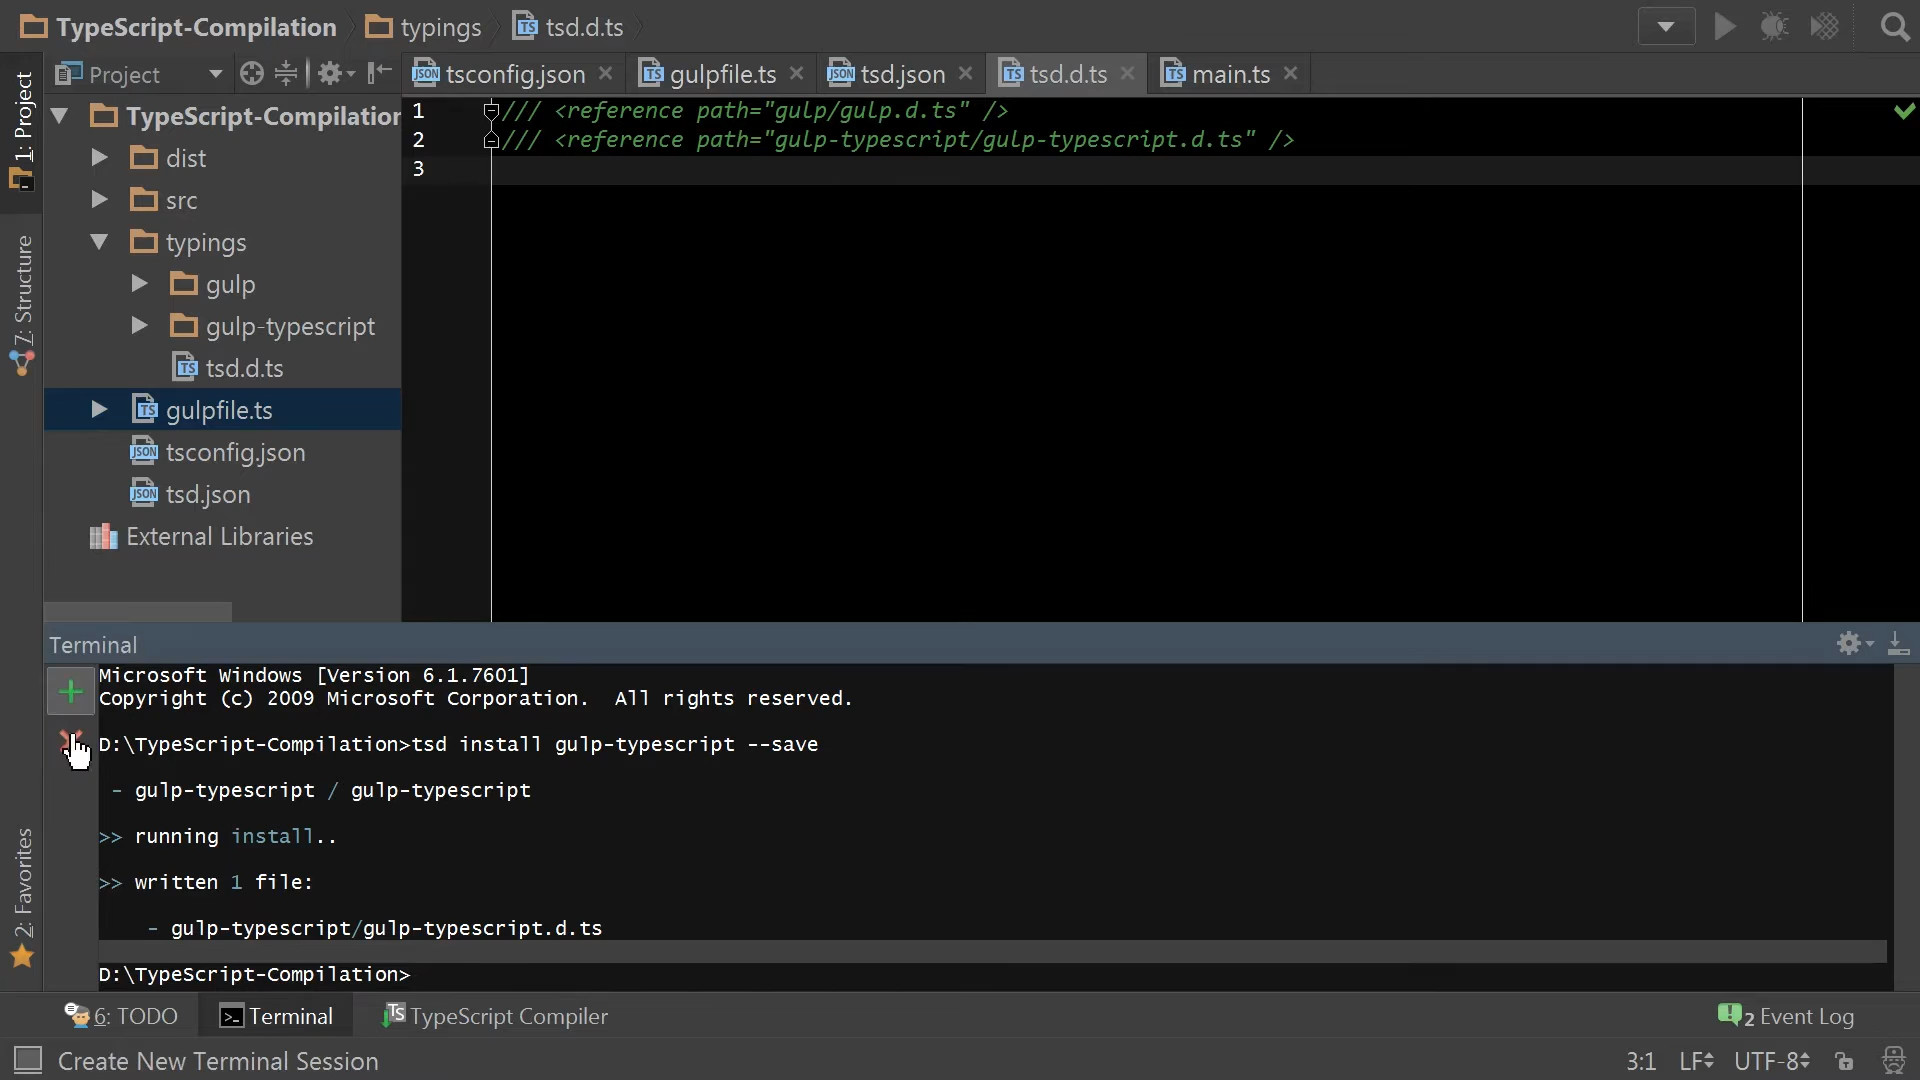 TypeScript-Compilation typings tsd.d.ts
Project tsconfig.json gulpfile.ts tsd.json tsd.d.ts main.ts
1: Project
7: Structure
2: Favorites
TypeScript-Compilation
dist
src
typings
gulp
gulp-typescript
tsd.d.ts
gulpfile.ts
tsconfig.json
tsd.json
External Libraries
1 /// <reference path="gulp/gulp.d.ts" />
2 /// <reference path="gulp-typescript/gulp-typescript.d.ts" />
3
Terminal
Microsoft Windows [Version 6.1.7601]
Copyright (c) 2009 Microsoft Corporation. All rights reserved.
D:\TypeScript-Compilation>tsd install gulp-typescript --save
- gulp-typescript / gulp-typescript
>> running install..
>> written 1 file:
- gulp-typescript/gulp-typescript.d.ts
D:\TypeScript-Compilation>
6: TODO Terminal TypeScript Compiler 2 Event Log
Create New Terminal Session 3:1 LF UTF-8